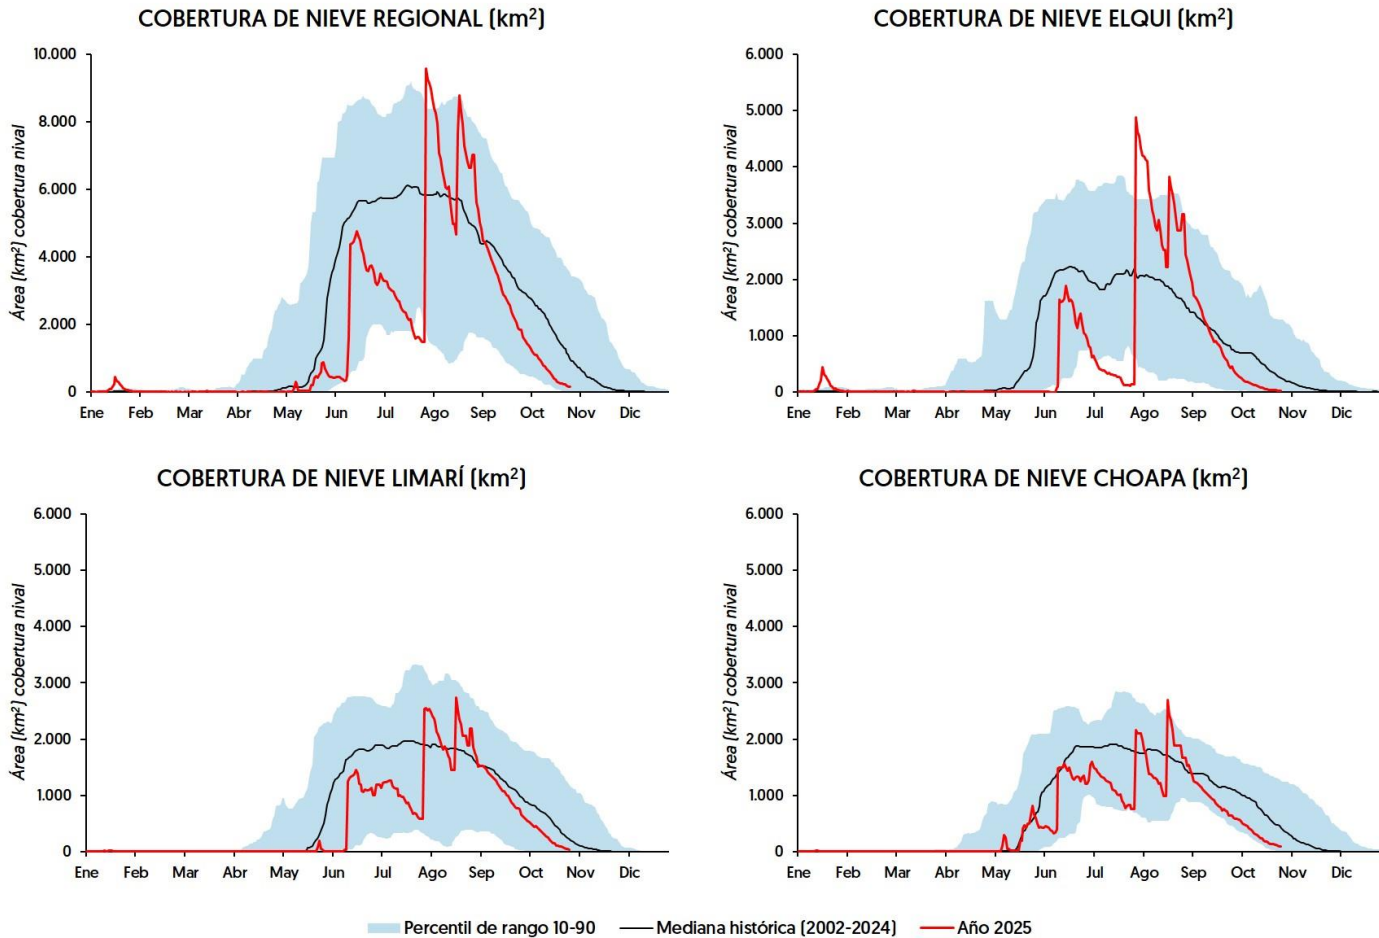 COBERTURA DE NIEVE REGIONAL (km²)
Área (km²) cobertura nival
10.000
8.000
6.000
4.000
2.000
0
Ene Feb Mar Abr May Jun Jul Ago Sep Oct Nov Dic
COBERTURA DE NIEVE ELQUI (km²)
Área (km²) cobertura nival
6.000
5.000
4.000
3.000
2.000
1.000
0
Ene Feb Mar Abr May Jun Jul Ago Sep Oct Nov Dic
COBERTURA DE NIEVE LIMARÍ (km²)
Área (km²) cobertura nival
6.000
5.000
4.000
3.000
2.000
1.000
0
Ene Feb Mar Abr May Jun Jul Ago Sep Oct Nov Dic
COBERTURA DE NIEVE CHOAPA (km²)
Área (km²) cobertura nival
6.000
5.000
4.000
3.000
2.000
1.000
0
Ene Feb Mar Abr May Jun Jul Ago Sep Oct Nov Dic
Percentil de rango 10-90 Mediana histórica (2002-2024) Año 2025